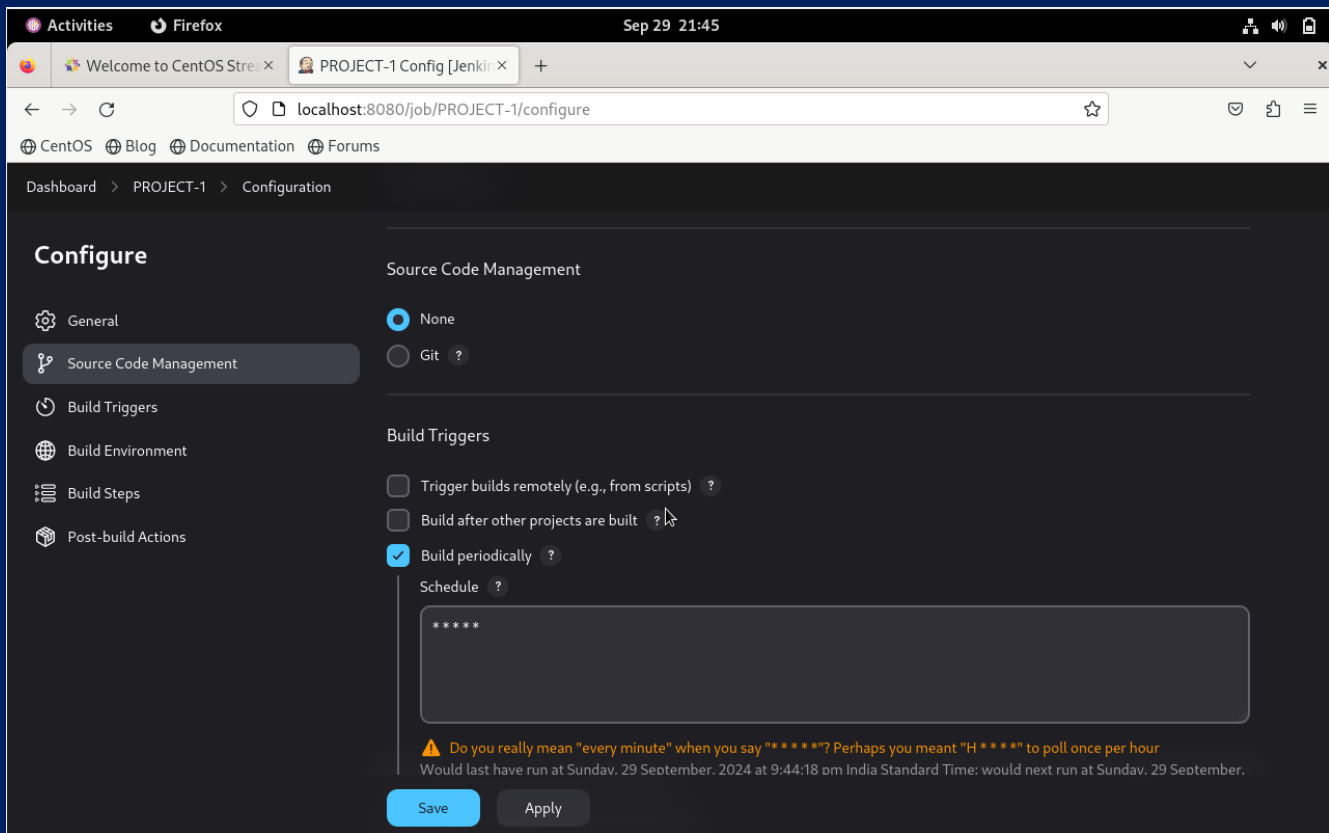 Activities Firefox Sep 29 21:45
Welcome to CentOS Strea PROJECT-1 Config [Jenkin
localhost:8080/job/PROJECT-1/configure
CentOS Blog Documentation Forums
Dashboard > PROJECT-1 > Configuration
Configure
General
Source Code Management
Build Triggers
Build Environment
Build Steps
Post-build Actions
Source Code Management
None
Git ?
Build Triggers
Trigger builds remotely (e.g., from scripts) ?
Build after other projects are built ?
Build periodically ?
Schedule ?
* * * * *
Do you really mean "every minute" when you say "* * * * *"? Perhaps you meant "H * * * *" to poll once per hour
Would last have run at Sunday, 29 September, 2024 at 9:44:18 pm India Standard Time; would next run at Sunday, 29 September,
Save Apply